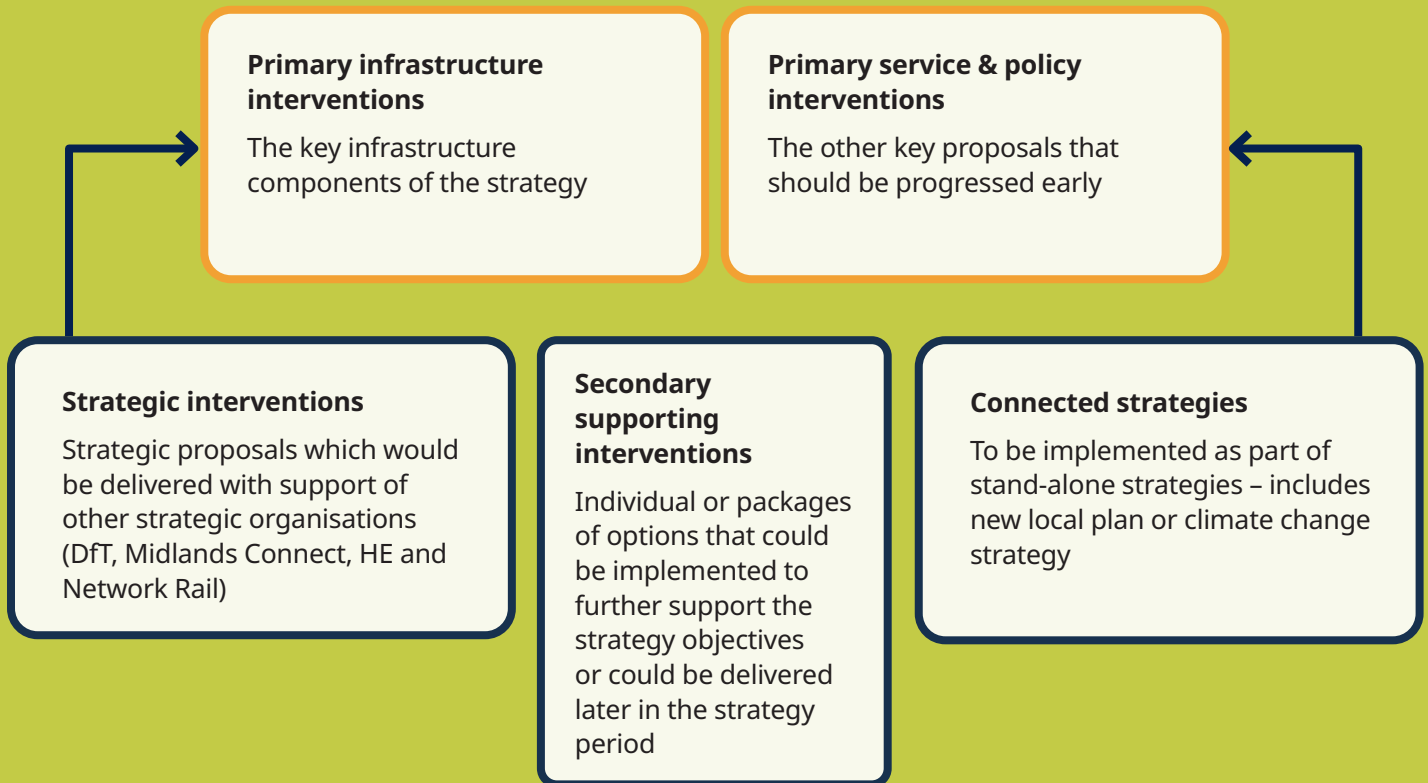 Primary infrastructure
interventions
The key infrastructure
components of the strategy
Primary service & policy
interventions
The other key proposals that
should be progressed early
Strategic interventions
Strategic proposals which would
be delivered with support of
other strategic organisations
(DfT, Midlands Connect, HE and
Network Rail)
Secondary
supporting
interventions
Individual or packages
of options that could
be implemented to
further support the
strategy objectives
or could be delivered
later in the strategy
period
Connected strategies
To be implemented as part of
stand-alone strategies – includes
new local plan or climate change
strategy